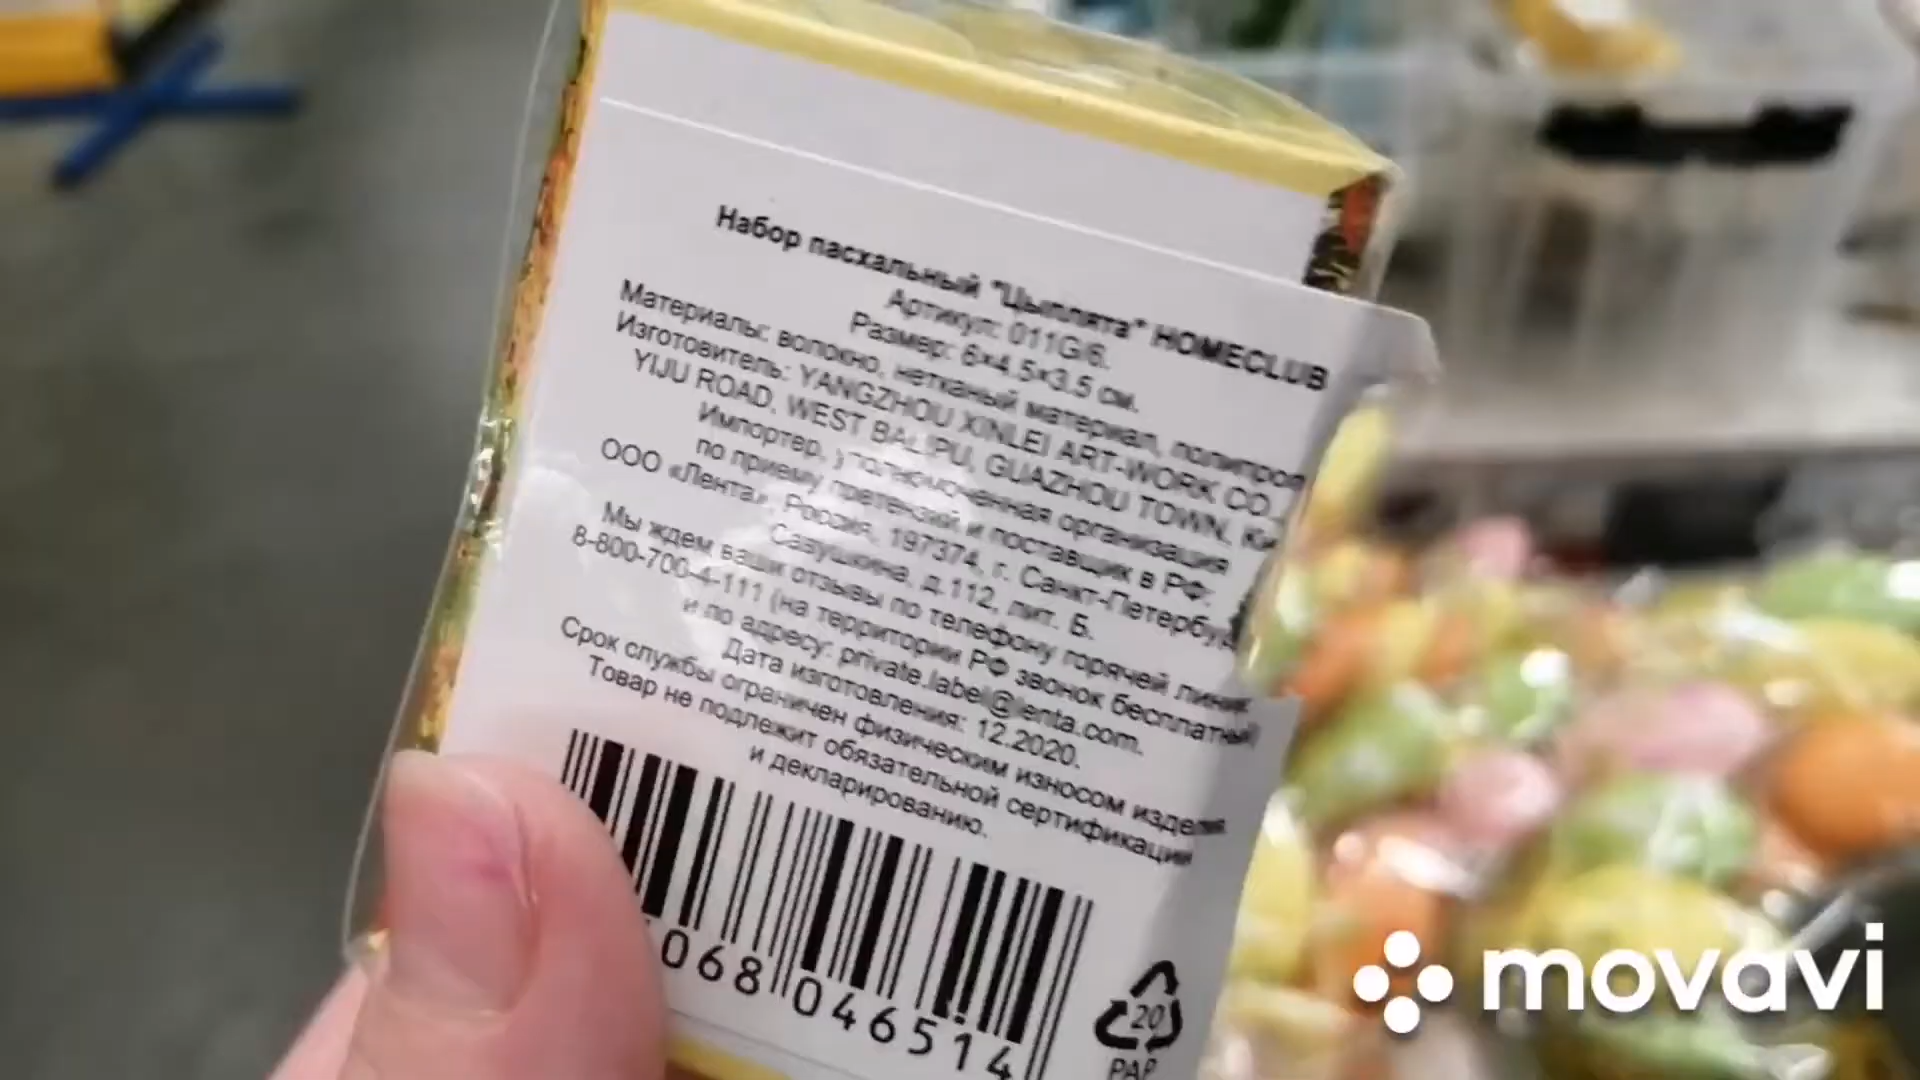 Набор пасхальный "Цыплята" HOMECLUB
Артикул: 011G/6.
Размер: 6×4.5×3.5 см.
Материалы: волокно, нетканый материал, полипроп
Изготовитель: YANGZHOU XINLEI ART-WORK CO.,
YIJU ROAD, WEST GUAZHOU TOWN, Ки
Импортер, уполномоченная организация
по приему претензий и поставщик в РФ:
ООО «Лента», Россия, 197374, г. Санкт-Петербу
Савушкина, д.112, лит. Б.
Мы ждем ваши отзывы по телефону горячей линии
8-800-700-4-111 (на территории РФ звонок бесплатный)
и по адресу: private.label@lenta.com.
Дата изготовления: 12.2020.
Срок службы ограничен физическим износом изделия.
Товар не подлежит обязательной сертификации
и декларированию.
068 046514
20
PAP
movavi